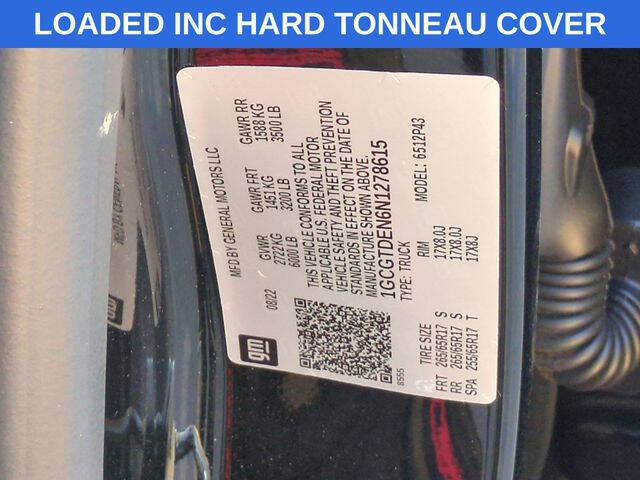 LOADED INC HARD TONNEAU COVER
MFD BY GENERAL MOTORS LLC
08/22 GVWR GAWR FRT GAWR RR
2722 KG 1451 KG 1588 KG
6000 LB 3200 LB 3500 LB
THIS VEHICLE CONFORMS TO ALL
APPLICABLE U.S. FEDERAL MOTOR
VEHICLE SAFETY AND THEFT PREVENTION
STANDARDS IN EFFECT ON THE DATE OF
MANUFACTURE SHOWN ABOVE.
1GCGTDEN6N1278615
TYPE: TRUCK MODEL: 6512P43
gm
8555
TIRE SIZE RIM
FRT 265/65R17 S 17X8.0J
RR 265/65R17 S 17X8.0J
SPA 255/65R17 T 17X8J